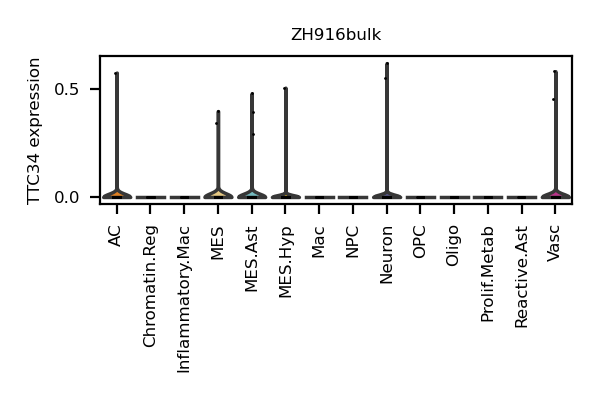 ZH916bulk
TTC34 expression
0.5
0.0
AC
Chromatin.Reg
Inflammatory.Mac
MES
MES.Ast
MES.Hyp
Mac
NPC
Neuron
OPC
Oligo
Prolif.Metab
Reactive.Ast
Vasc